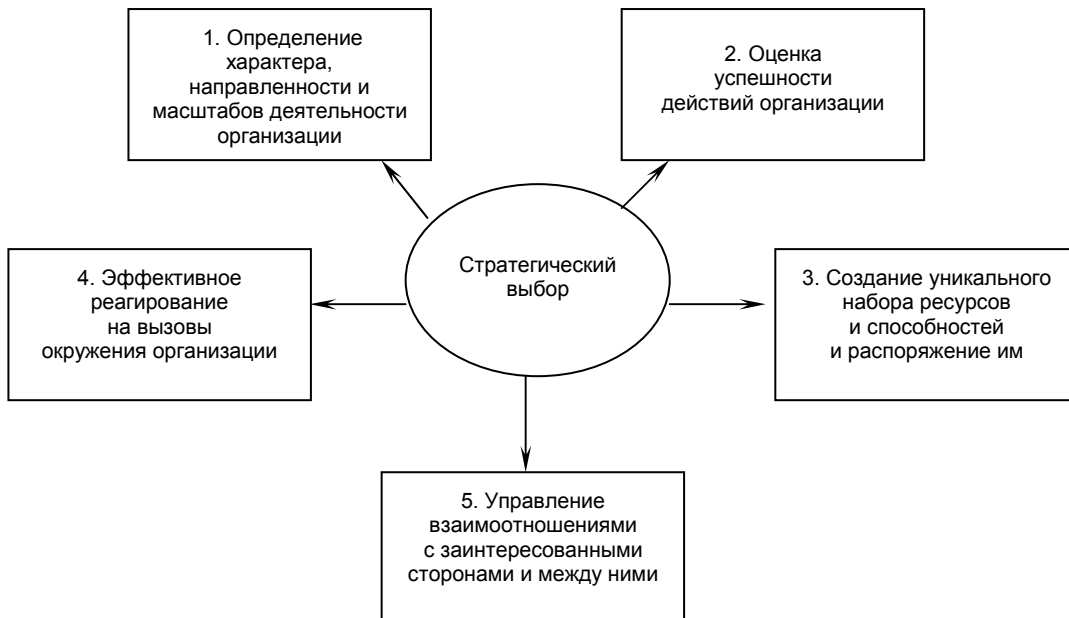 1. Определение
характера,
направленности и
масштабов деятельности
организации
2. Оценка
успешности
действий организации
Стратегический
выбор
4. Эффективное
реагирование
на вызовы
окружения организации
3. Создание уникального
набора ресурсов
и способностей
и распоряжение им
5. Управление
взаимоотношениями
с заинтересованными
сторонами и между ними